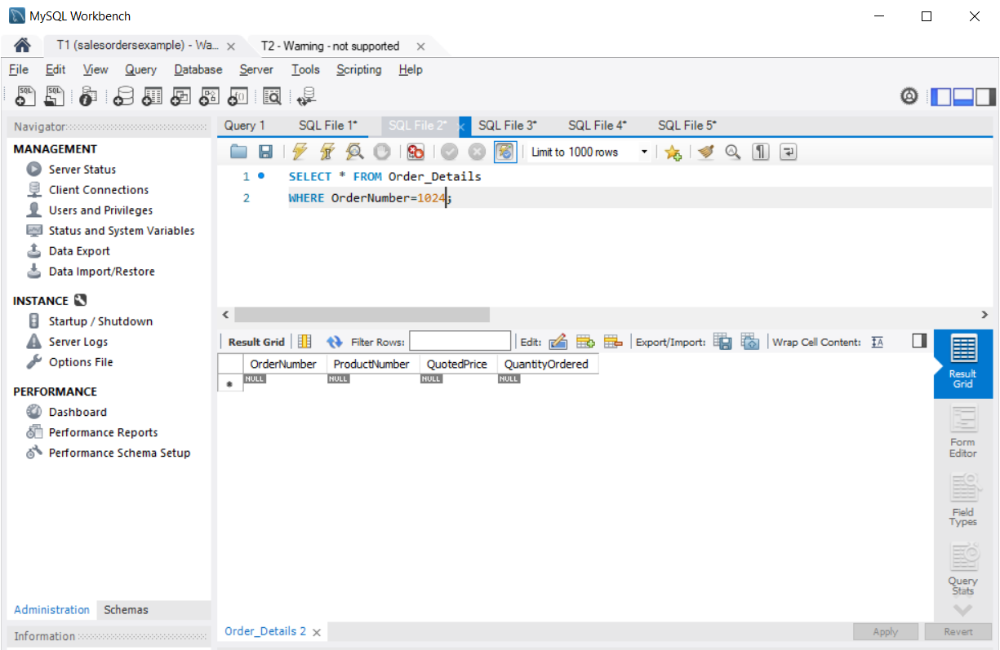 MySQL Workbench
T1 (salesordersexample) - Wa...
T2 - Warning - not supported
File Edit View Query Database Server Tools Scripting Help
Navigator
MANAGEMENT
Server Status
Client Connections
Users and Privileges
Status and System Variables
Data Export
Data Import/Restore
INSTANCE
Startup / Shutdown
Server Logs
Options File
PERFORMANCE
Dashboard
Performance Reports
Performance Schema Setup
Administration Schemas
Information
Query 1 SQL File 1* SQL File 2* SQL File 3* SQL File 4* SQL File 5*
Limit to 1000 rows
1 SELECT * FROM Order_Details
2 WHERE OrderNumber=1024;
Result Grid Filter Rows: Edit: Export/Import: Wrap Cell Content:
OrderNumber ProductNumber QuotedPrice QuantityOrdered
NULL NULL NULL NULL
Result
Grid
Form
Editor
Field
Types
Query
Stats
Order_Details 2
Apply Revert